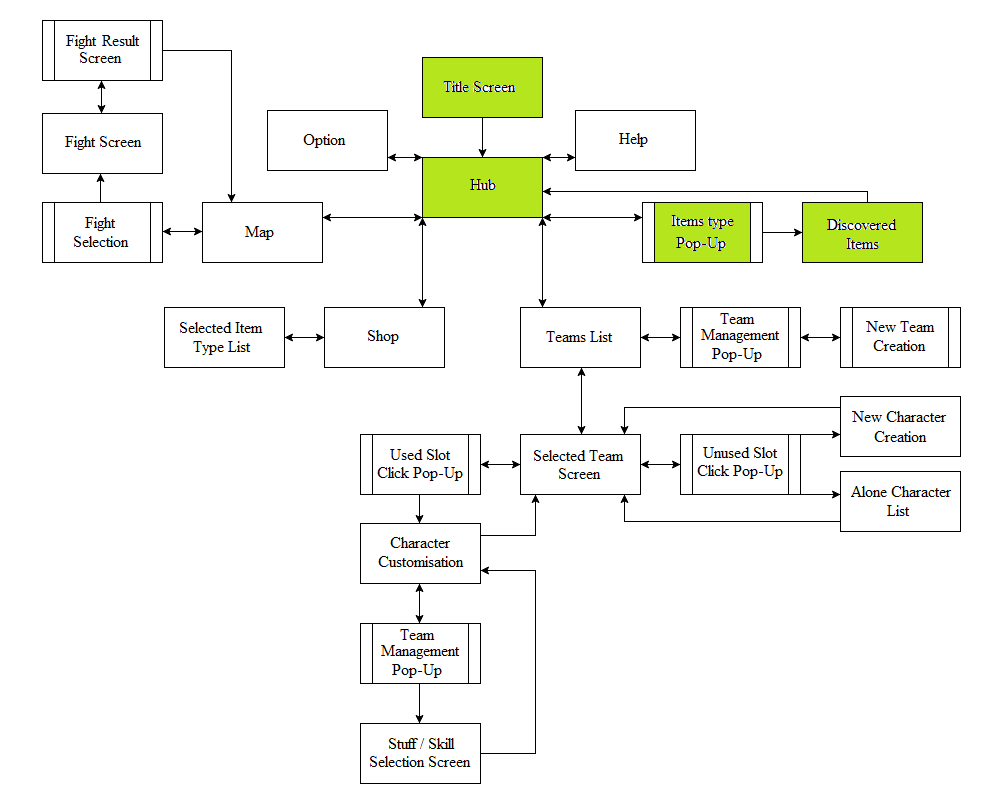 Fight Result
Screen
Title Screen
Option
Help
Fight Screen
Hub
Fight
Selection
Map
Items type
Pop-Up
Discovered
Items
Selected Item
Type List
Shop
Teams List
Team
Management
Pop-Up
New Team
Creation
New Character
Creation
Used Slot
Click Pop-Up
Selected Team
Screen
Unused Slot
Click Pop-Up
Alone Character
List
Character
Customisation
Team
Management
Pop-Up
Stuff / Skill
Selection Screen